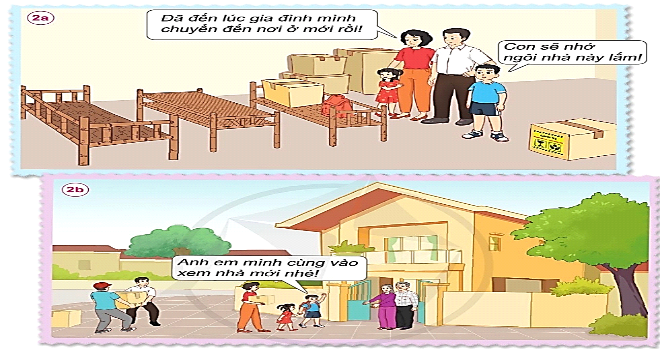 2a
Đã đến lúc gia đình mình
chuyển đến nơi ở mới rồi!
Con sẽ nhớ
ngôi nhà này lắm!
2b
Anh em mình cùng vào
xem nhà mới nhé!